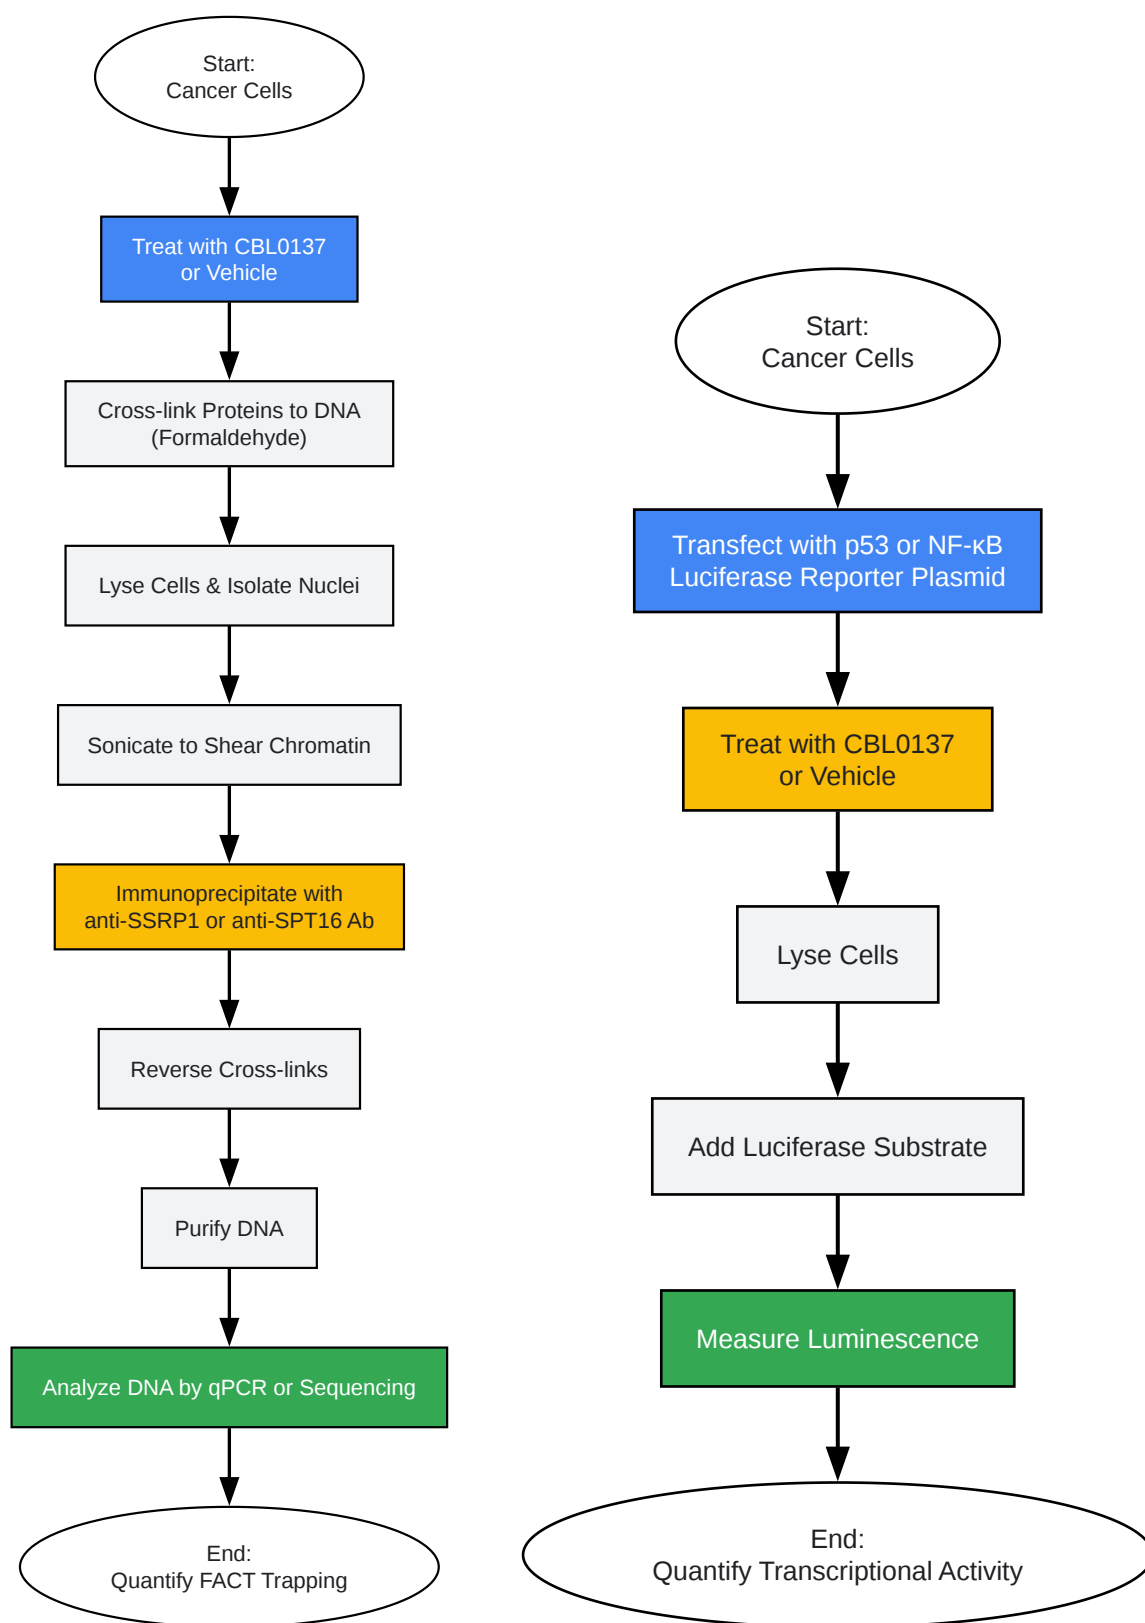 Start:
Cancer Cells
Treat with CBL0137
or Vehicle
Cross-link Proteins to DNA
(Formaldehyde)
Lyse Cells & Isolate Nuclei
Sonicate to Shear Chromatin
Immunoprecipitate with
anti-SSRP1 or anti-SPT16 Ab
Reverse Cross-links
Purify DNA
Analyze DNA by qPCR or Sequencing
End:
Quantify FACT Trapping
Start:
Cancer Cells
Transfect with p53 or NF-κB
Luciferase Reporter Plasmid
Treat with CBL0137
or Vehicle
Lyse Cells
Add Luciferase Substrate
Measure Luminescence
End:
Quantify Transcriptional Activity